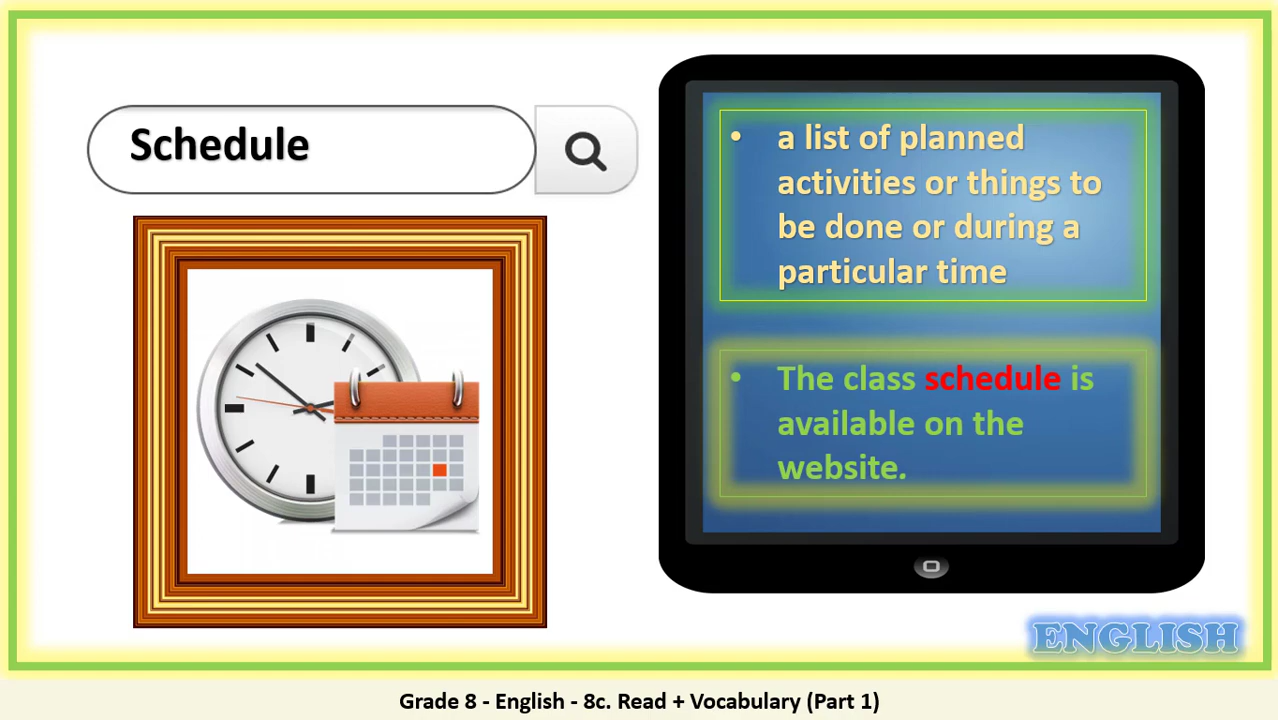 Schedule
• a list of planned
activities or things to
be done or during a
particular time
• The class schedule is
available on the
website.
ENGLISH
Grade 8 - English - 8c. Read + Vocabulary (Part 1)